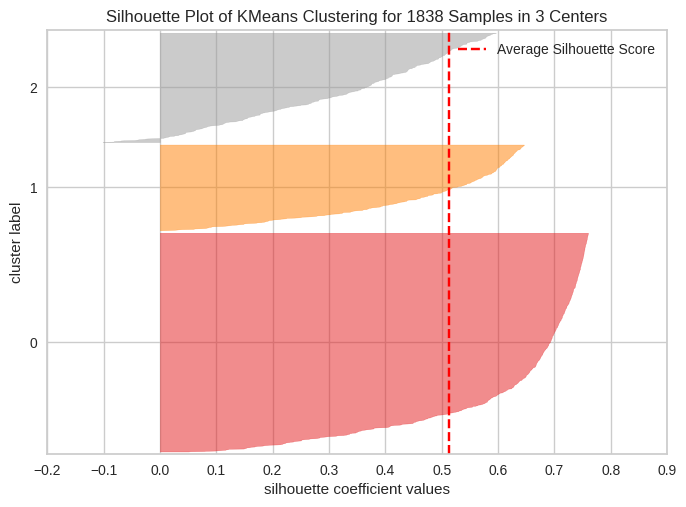 Silhouette Plot of KMeans Clustering for 1838 Samples in 3 Centers
Average Silhouette Score
2
1
0
cluster label
−0.2 −0.1 0.0 0.1 0.2 0.3 0.4 0.5 0.6 0.7 0.8 0.9
silhouette coefficient values